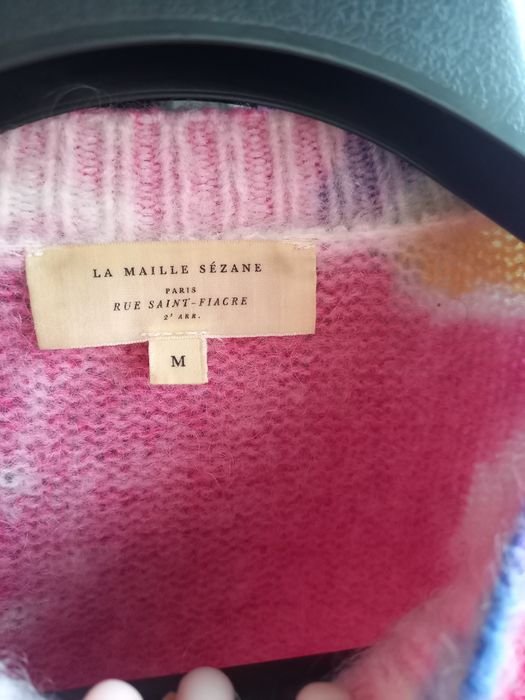 LA MAILLE SÉZANE
PARIS
RUE SAINT-FIACRE
2ᵉ ARR.
M